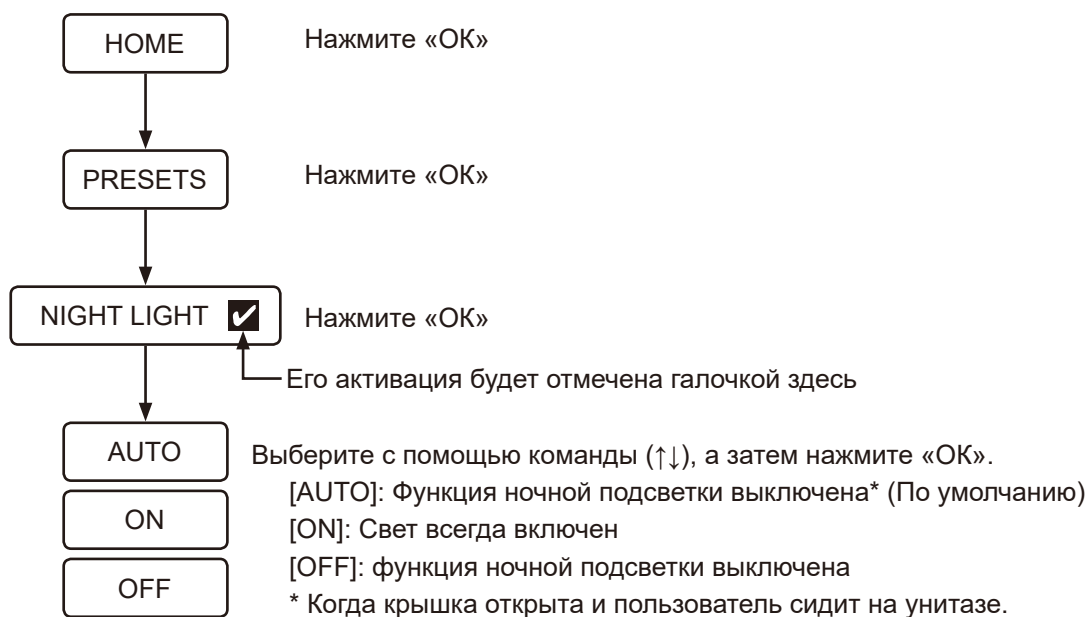 HOME Нажмите «ОК»
PRESETS Нажмите «ОК»
NIGHT LIGHT ✔ Нажмите «ОК»
Его активация будет отмечена галочкой здесь
AUTO Выберите с помощью команды (↑↓), а затем нажмите «ОК».
[AUTO]: Функция ночной подсветки выключена* (По умолчанию)
ON
[ON]: Свет всегда включен
[OFF]: функция ночной подсветки выключена
OFF
* Когда крышка открыта и пользователь сидит на унитазе.